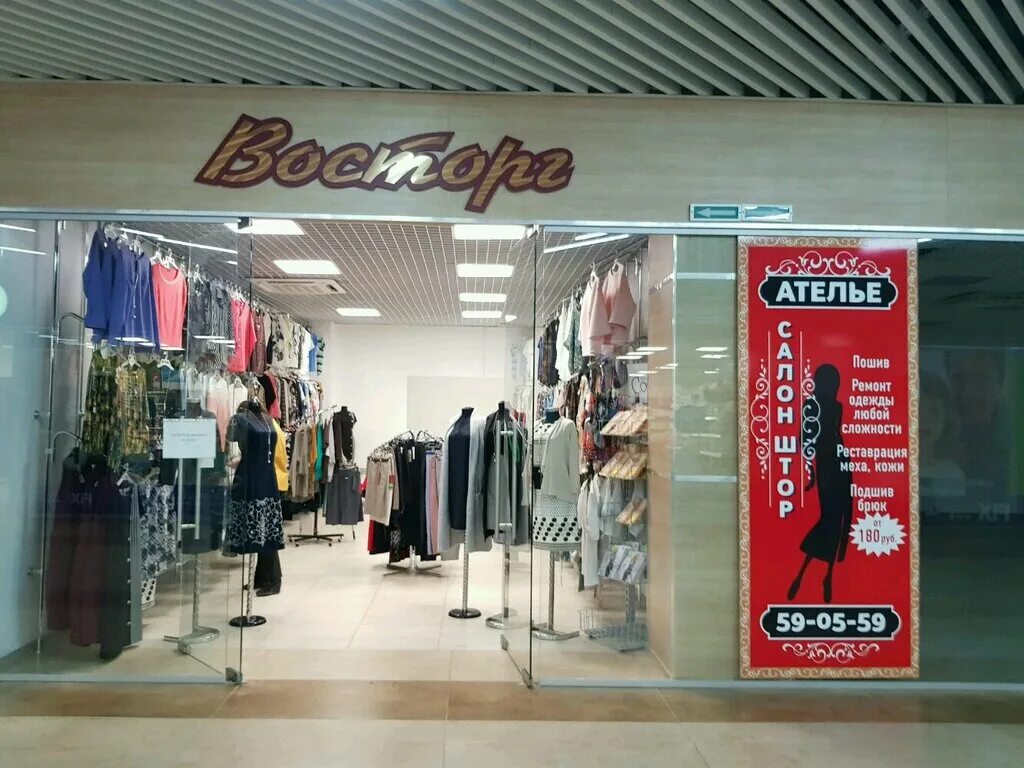 Восторг
АТЕЛЬЕ
САЛОН ШТОР
Пошив
Ремонт
одежды
любой
сложности
Реставрация
меха, кожи
Подшив
брюк
от
180 руб.
59-05-59